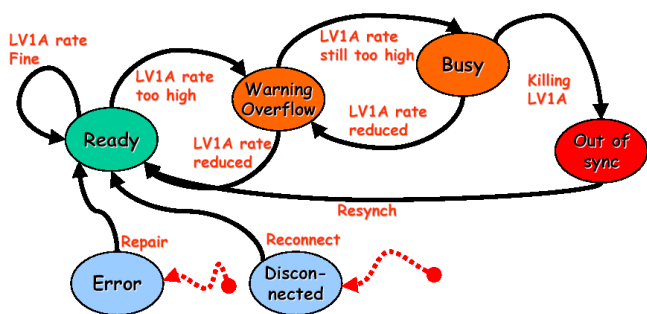 LV1A rate
Fine
LV1A rate
too high
LV1A rate
still too high
Busy
Killing
LV1A
Warning
Overflow
LV1A rate
reduced
Ready
LV1A rate
reduced
Out of
sync
Resynch
Repair
Reconnect
Error
Discon-
nected